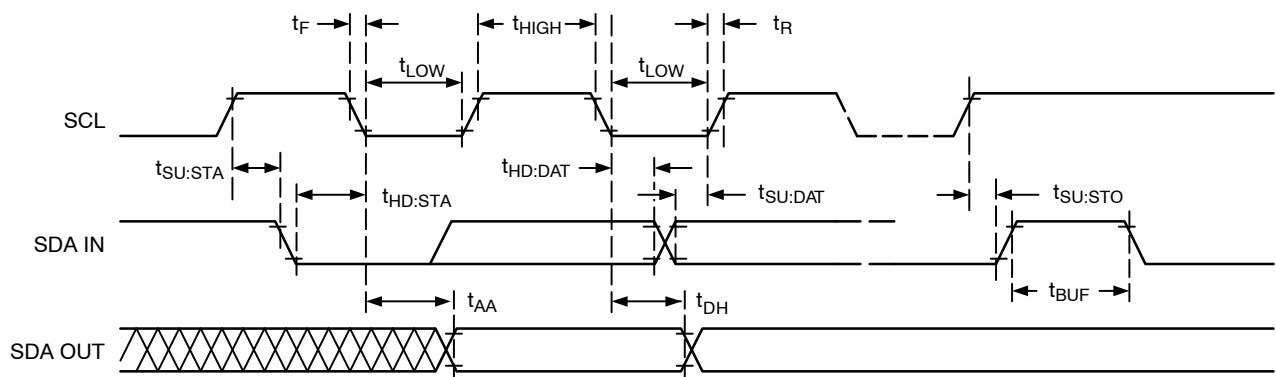 tF
tHIGH
tR
tLOW
tLOW
SCL
tSU:STA
tHD:STA
tHD:DAT
tSU:DAT
tSU:STO
SDA IN
tAA
tDH
tBUF
SDA OUT